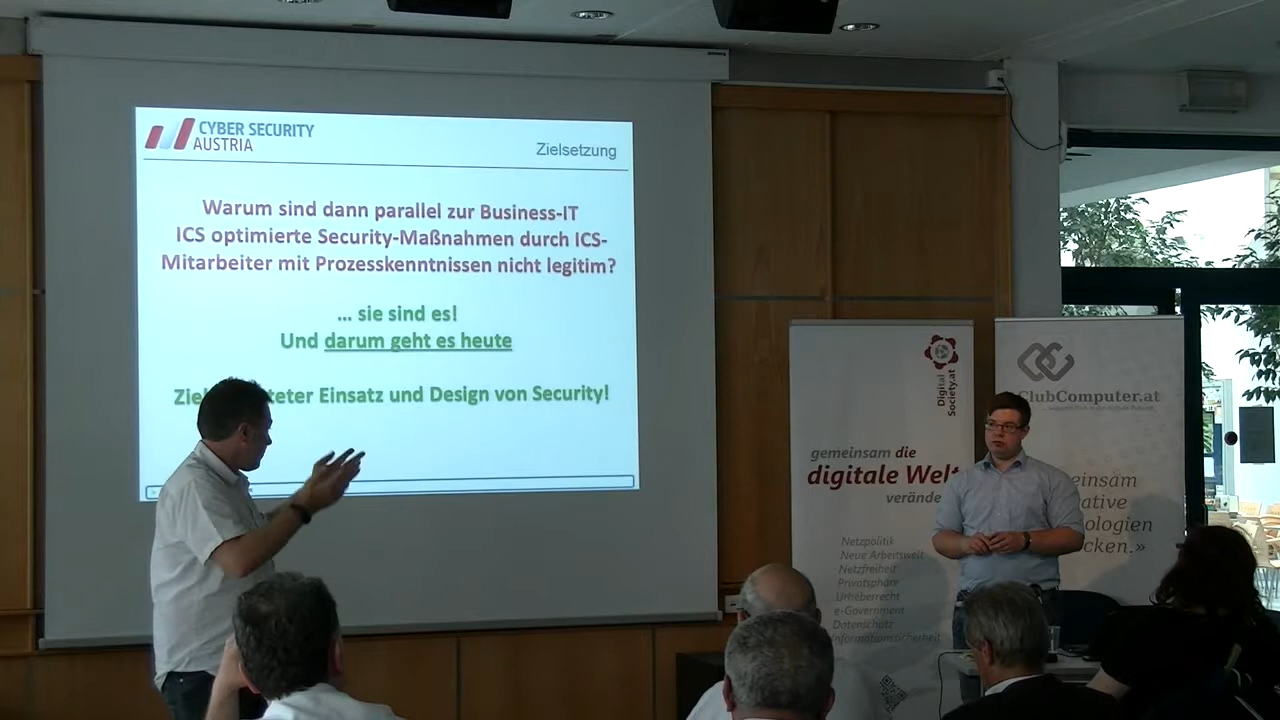 CYBER SECURITY
AUSTRIA
Zielsetzung
Warum sind dann parallel zur Business-IT
ICS optimierte Security-Maßnahmen durch ICS-
Mitarbeiter mit Prozesskenntnissen nicht legitim?
... sie sind es!
Und darum geht es heute
teter Einsatz und Design von Security!
Digital
Society.at
gemeinsam die
digitale Welt
verände
Netzpolitik
Neue Arbeitswelt
Netzfreiheit
Privatsphäre
Urheberrecht
e-Government
Datenschutz
Informationssicherheit
ClubComputer.at
einsam
ative
ologien
cken.»